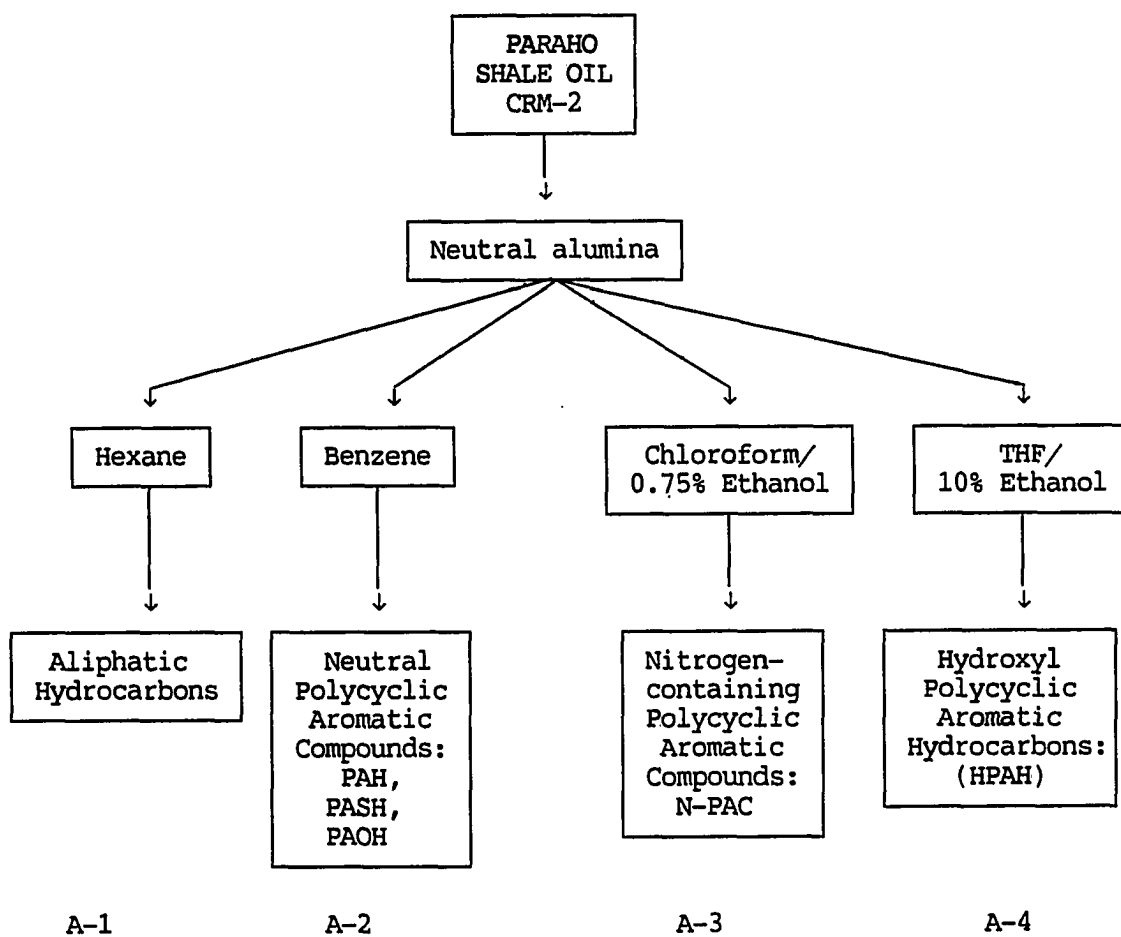 PARAHO
SHALE OIL
CRM-2
Neutral alumina
Hexane
Benzene
Chloroform/
0.75% Ethanol
THF/
10% Ethanol
Aliphatic
Hydrocarbons
Neutral
Polycyclic
Aromatic
Compounds:
PAH,
PASH,
PAOH
Nitrogen-
containing
Polycyclic
Aromatic
Compounds:
N-PAC
Hydroxyl
Polycyclic
Aromatic
Hydrocarbons:
(HPAH)
A-1
A-2
A-3
A-4